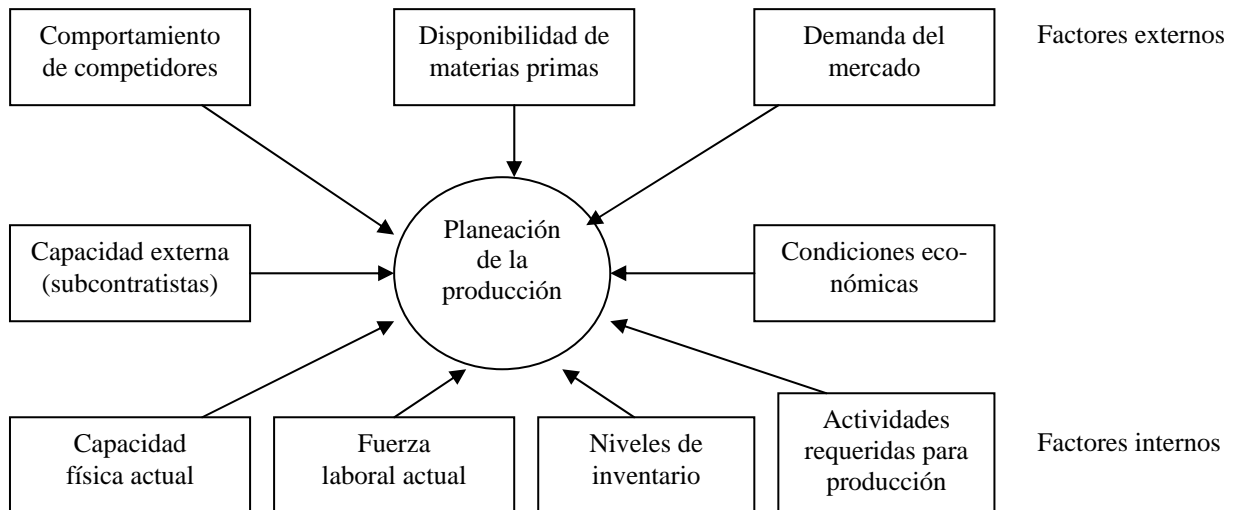 Comportamiento
de competidores
Disponibilidad de
materias primas
Demanda del
mercado
Factores externos
Capacidad externa
(subcontratistas)
Planeación
de la
producción
Condiciones eco-
nómicas
Capacidad
física actual
Fuerza
laboral actual
Niveles de
inventario
Actividades
requeridas para
producción
Factores internos